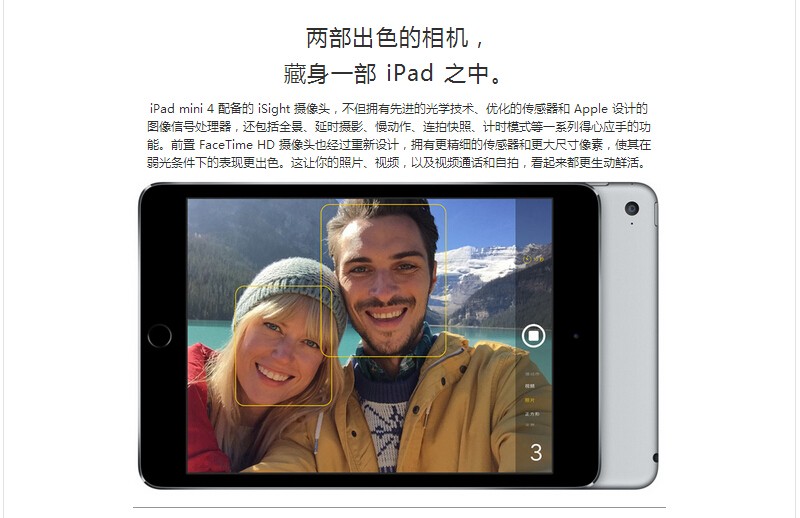 两部出色的相机，
藏身一部 iPad 之中。
iPad mini 4 配备的 iSight 摄像头，不但拥有先进的光学技术、优化的传感器和 Apple 设计的
图像信号处理器，还包括全景、延时摄影、慢动作、连拍快照、计时模式等一系列得心应手的功
能。前置 FaceTime HD 摄像头也经过重新设计，拥有更精细的传感器和更大尺寸像素，使其在
弱光条件下的表现更出色。这让你的照片、视频，以及视频通话和自拍，看起来都更生动鲜活。
视频
照片
正方形
3